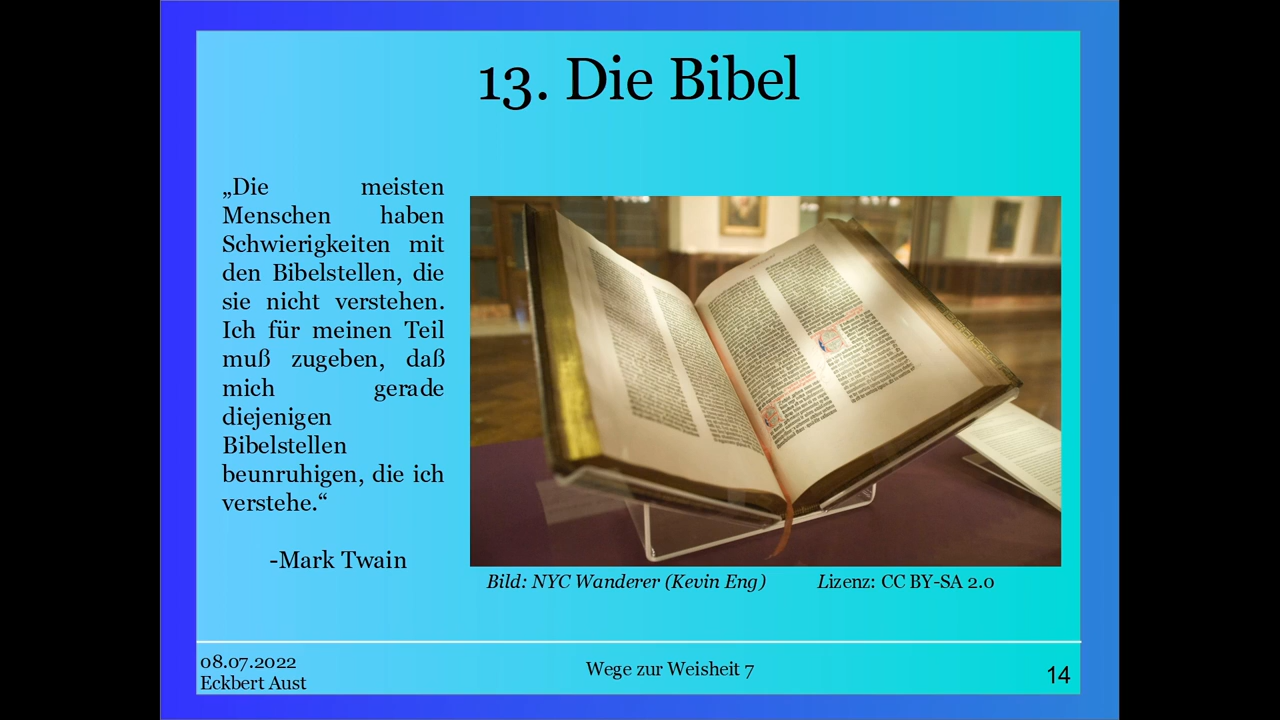 13. Die Bibel
„Die meisten
Menschen haben
Schwierigkeiten mit
den Bibelstellen, die
sie nicht verstehen.
Ich für meinen Teil
muß zugeben, daß
mich gerade
diejenigen
Bibelstellen
beunruhigen, die ich
verstehe.“
-Mark Twain
Bild: NYC Wanderer (Kevin Eng) Lizenz: CC BY-SA 2.0
08.07.2022
Eckbert Aust
Wege zur Weisheit 7
14